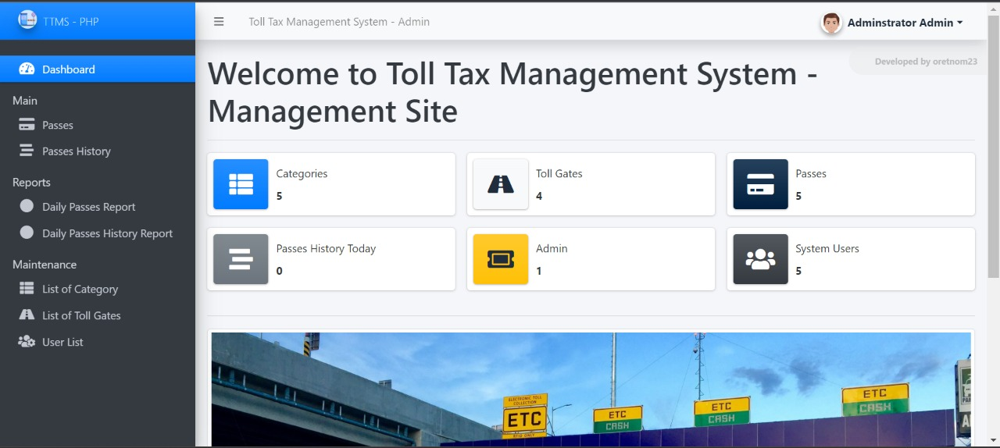 TTMS - PHP
Toll Tax Management System - Admin
Adminstrator Admin
Developed by oretnom23
Dashboard
Main
Passes
Passes History
Reports
Daily Passes Report
Daily Passes History Report
Maintenance
List of Category
List of Toll Gates
User List
Welcome to Toll Tax Management System -
Management Site
Categories
5
Toll Gates
4
Passes
5
Passes History Today
0
Admin
1
System Users
5
ELECTRONIC TOLL
COLLECTION
ETC
ETC
CASH
ETC
CASH
ETC
CASH